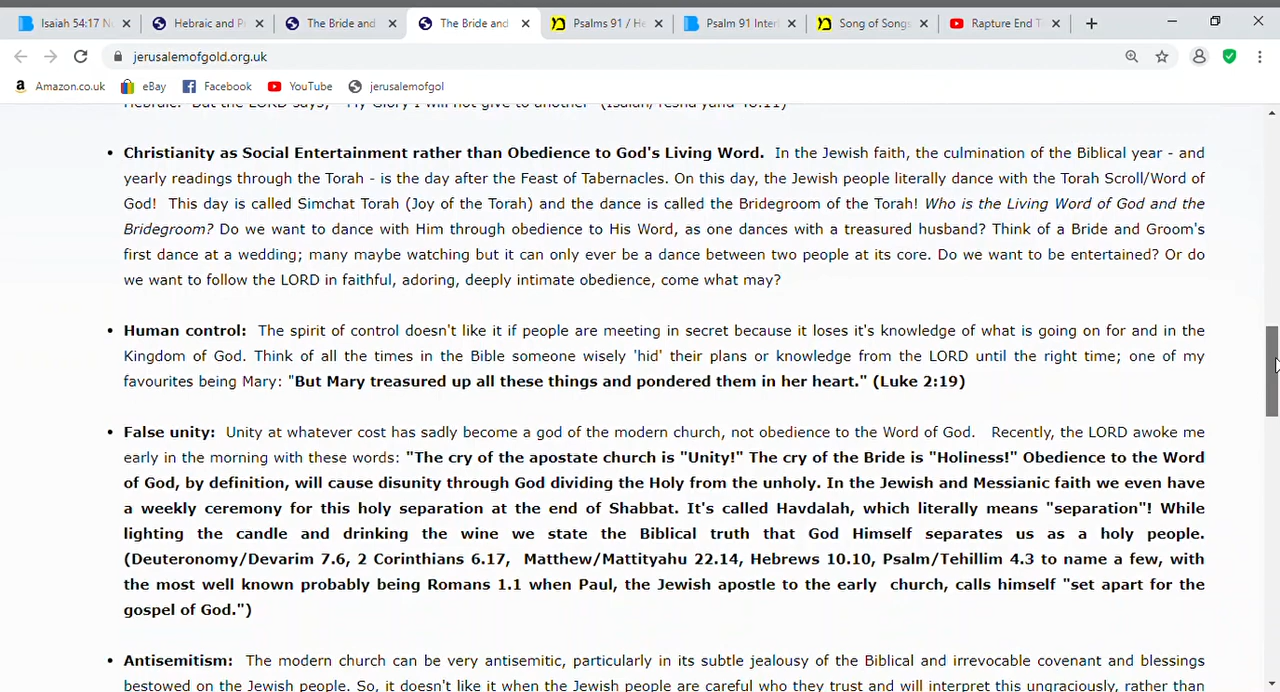 Isaiah 54:17 N
Hebraic and P
The Bride and
The Bride and
Psalms 91 / He
Psalm 91 Inter
Song of Songs
Rapture End T
jerusalemofgold.org.uk
Amazon.co.uk eBay Facebook YouTube jerusalemofgol
Hebraic. But the LORD says, "My Glory I will not give to another" (Isaiah/Yesha'yahu 48.11)
• Christianity as Social Entertainment rather than Obedience to God's Living Word. In the Jewish faith, the culmination of the Biblical year - and
yearly readings through the Torah - is the day after the Feast of Tabernacles. On this day, the Jewish people literally dance with the Torah Scroll/Word of
God! This day is called Simchat Torah (Joy of the Torah) and the dance is called the Bridegroom of the Torah! Who is the Living Word of God and the
Bridegroom? Do we want to dance with Him through obedience to His Word, as one dances with a treasured husband? Think of a Bride and Groom's
first dance at a wedding; many maybe watching but it can only ever be a dance between two people at its core. Do we want to be entertained? Or do
we want to follow the LORD in faithful, adoring, deeply intimate obedience, come what may?
• Human control: The spirit of control doesn't like it if people are meeting in secret because it loses it's knowledge of what is going on for and in the
Kingdom of God. Think of all the times in the Bible someone wisely 'hid' their plans or knowledge from the LORD until the right time; one of my
favourites being Mary: "But Mary treasured up all these things and pondered them in her heart." (Luke 2:19)
• False unity: Unity at whatever cost has sadly become a god of the modern church, not obedience to the Word of God. Recently, the LORD awoke me
early in the morning with these words: "The cry of the apostate church is "Unity!" The cry of the Bride is "Holiness!" Obedience to the Word
of God, by definition, will cause disunity through God dividing the Holy from the unholy. In the Jewish and Messianic faith we even have
a weekly ceremony for this holy separation at the end of Shabbat. It's called Havdalah, which literally means "separation"! While
lighting the candle and drinking the wine we state the Biblical truth that God Himself separates us as a holy people.
(Deuteronomy/Devarim 7.6, 2 Corinthians 6.17, Matthew/Mattityahu 22.14, Hebrews 10.10, Psalm/Tehillim 4.3 to name a few, with
the most well known probably being Romans 1.1 when Paul, the Jewish apostle to the early church, calls himself "set apart for the
gospel of God.")
• Antisemitism: The modern church can be very antisemitic, particularly in its subtle jealousy of the Biblical and irrevocable covenant and blessings
bestowed on the Jewish people. So, it doesn't like it when the Jewish people are careful who they trust and will interpret this ungraciously, rather than